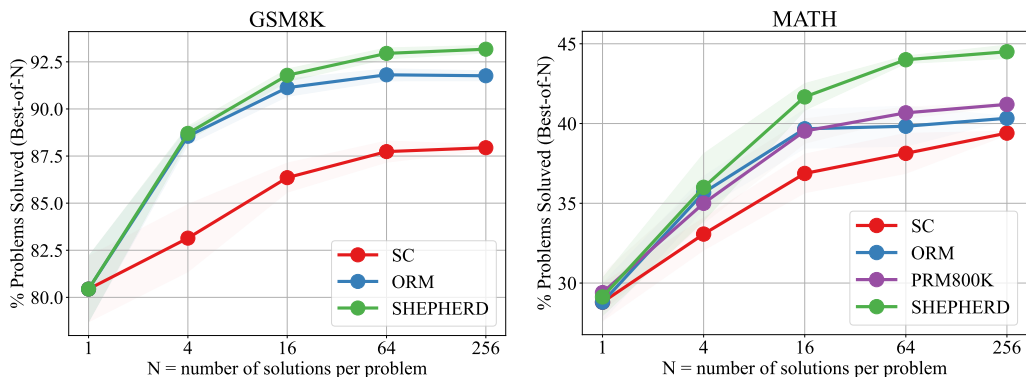 GSM8K
% Problems Soluved (Best-of-N)
92.5
90.0
87.5
85.0
82.5
80.0
SC
ORM
SHEPHERD
1 4 16 64 256
N = number of solutions per problem
MATH
% Problems Soluved (Best-of-N)
45
40
35
30
SC
ORM
PRM800K
SHEPHERD
1 4 16 64 256
N = number of solutions per problem